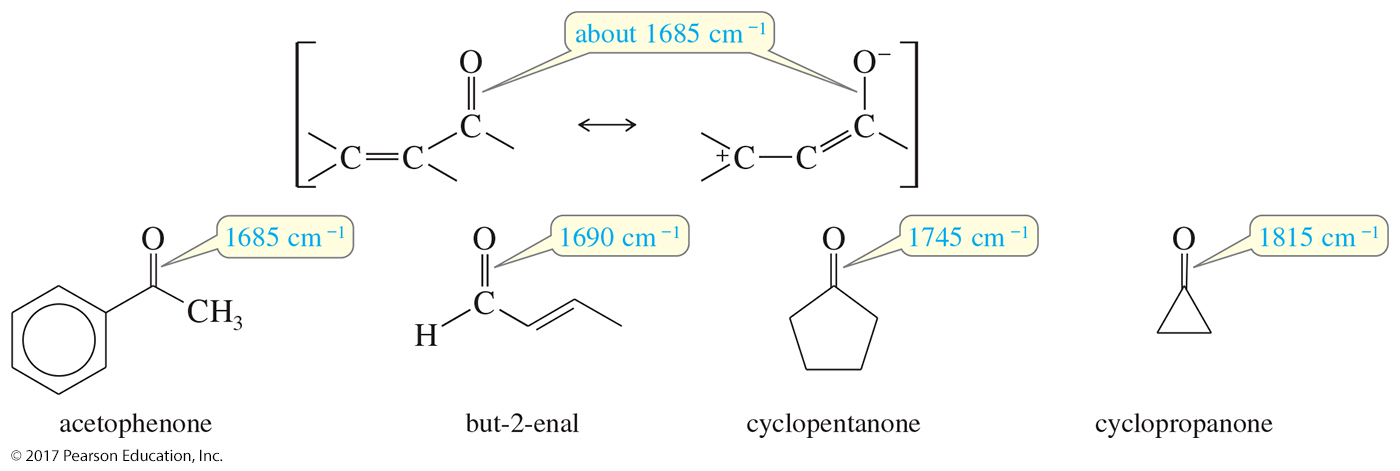 about 1685 cm⁻¹
O O⁻
C C
C C ⁺C C
O 1685 cm⁻¹ O 1690 cm⁻¹ O 1745 cm⁻¹ O 1815 cm⁻¹
CH₃ C
H
acetophenone but-2-enal cyclopentanone cyclopropanone
© 2017 Pearson Education, Inc.